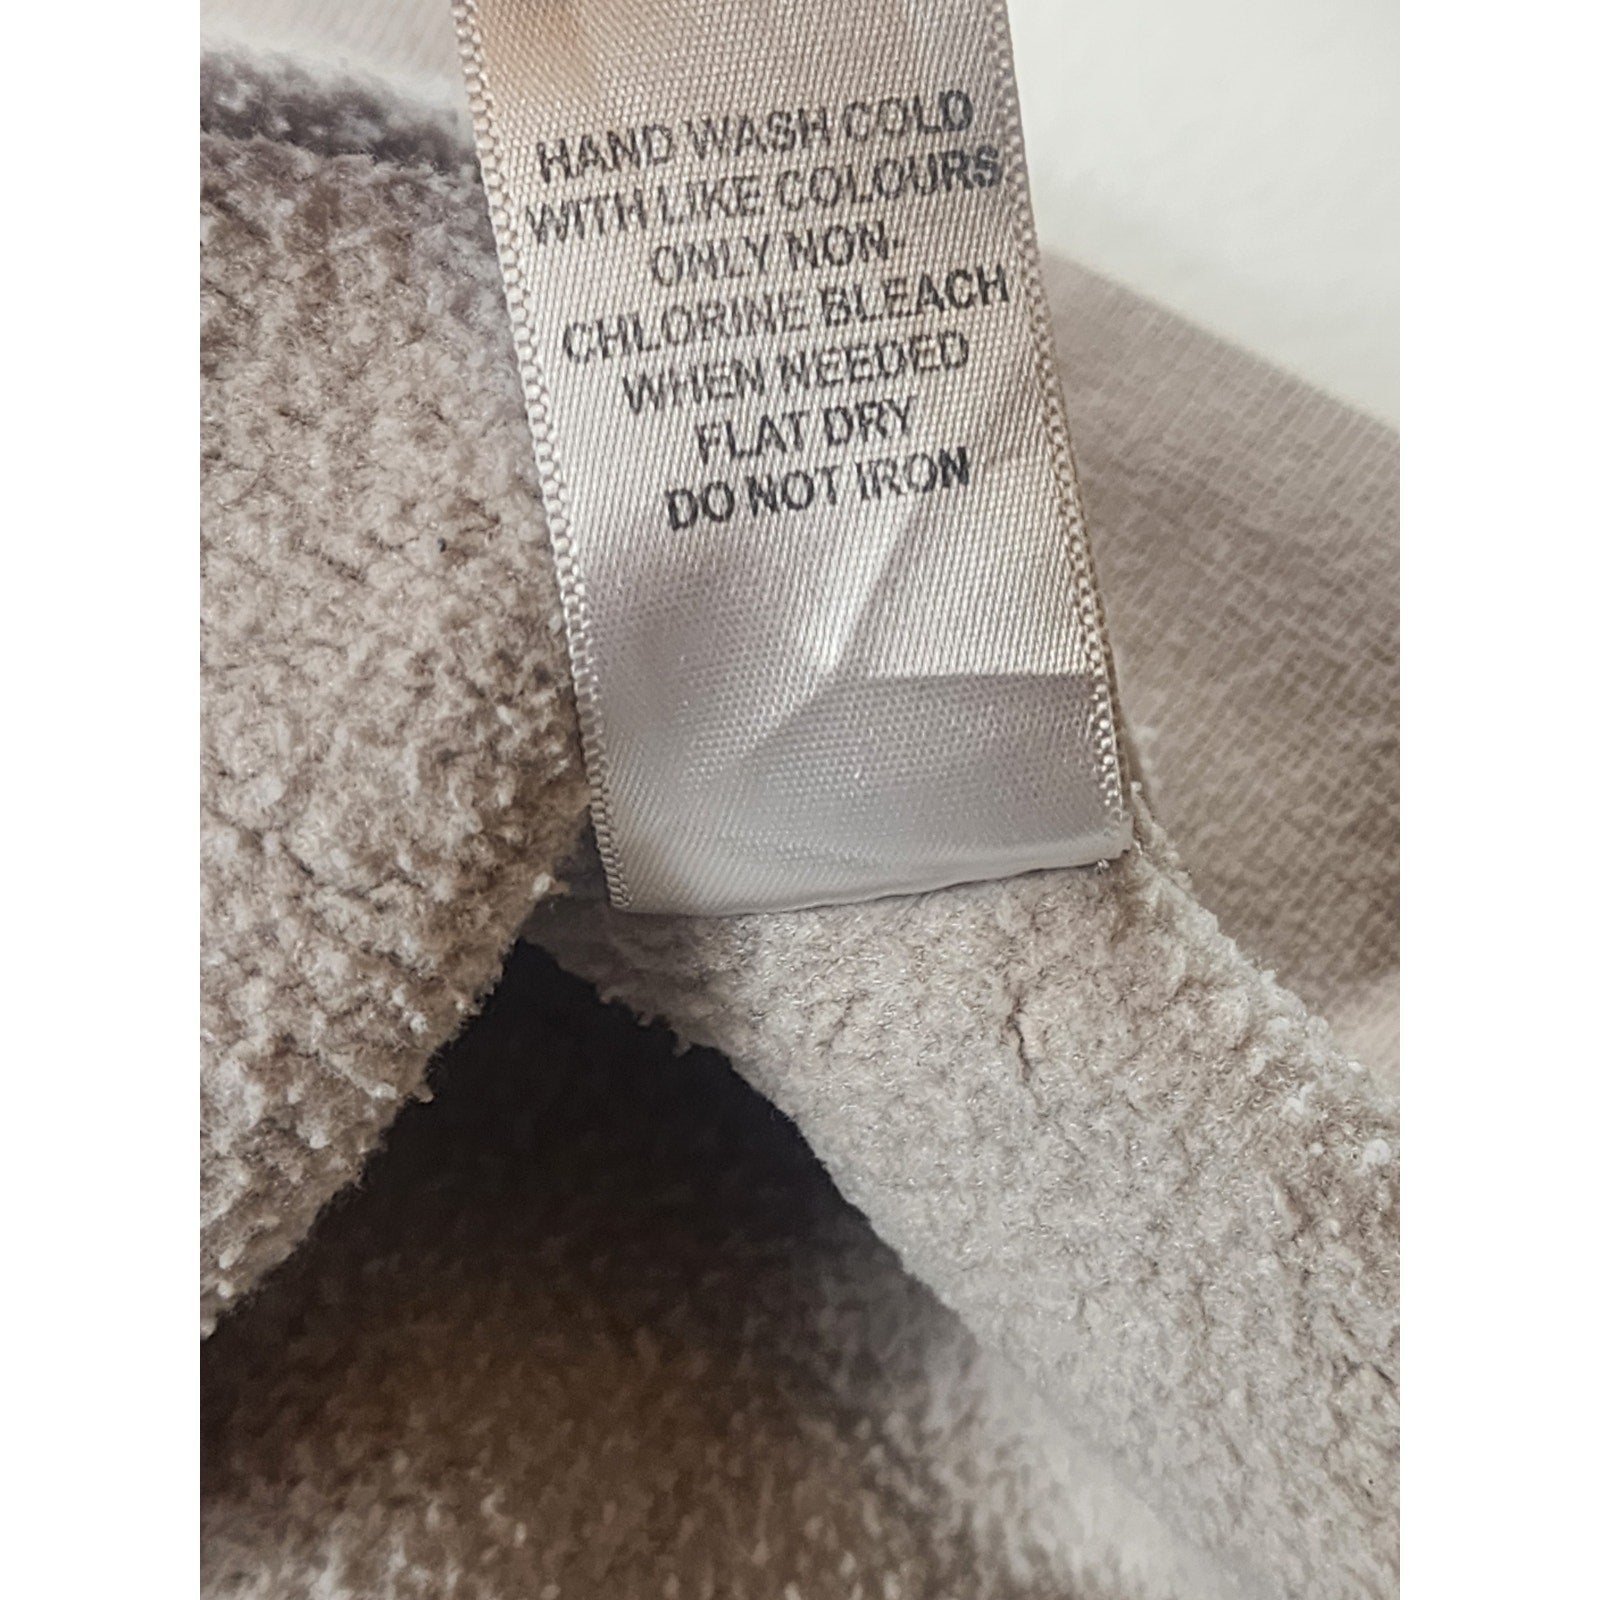 HAND WASH COLD
WITH LIKE COLOURS
ONLY NON-
CHLORINE BLEACH
WHEN NEEDED
FLAT DRY
DO NOT IRON